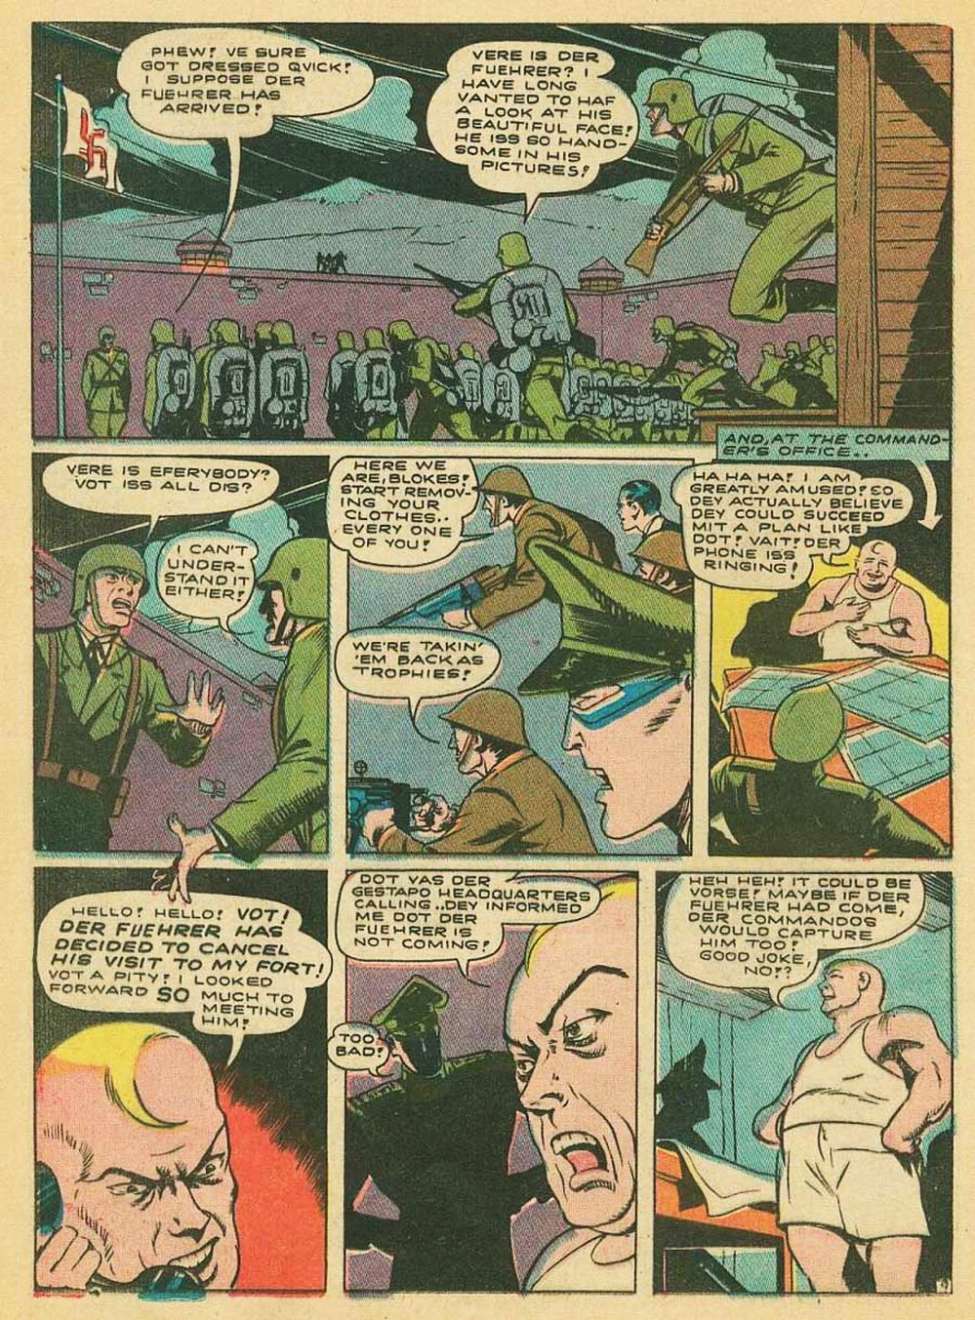 PHEW! VE SURE
GOT DRESSED QVICK!
I SUPPOSE DER
FUEHRER HAS
ARRIVED!
VERE IS DER
FUEHRER? I
HAVE LONG
VANTED TO HAF
A LOOK AT HIS
BEAUTIFUL FACE!
HE ISS SO HAND-
SOME IN HIS
PICTURES!
VERE IS EFERYBODY?
VOT ISS ALL DIS?
I CAN'T
UNDER-
STAND IT
EITHER!
HERE WE
ARE, BLOKES!
START REMOV-
ING YOUR
CLOTHES..
EVERY ONE
OF YOU!
WE'RE TAKIN'
'EM BACK AS
TROPHIES!
AND, AT THE COMMAND-
ER'S OFFICE..
HA HA HA! I AM
GREATLY AMUSED! SO
DEY ACTUALLY BELIEVE
DEY COULD SUCCEED
MIT A PLAN LIKE
DOT! VAIT! DER
PHONE ISS
RINGING!
HELLO! HELLO! VOT!
DER FUEHRER HAS
DECIDED TO CANCEL
HIS VISIT TO MY FORT!
VOT A PITY! I LOOKED
FORWARD SO MUCH TO
MEETING
HIM!
DOT VAS DER
GESTAPO HEADQUARTERS
CALLING.. DEY INFORMED
ME DOT DER
FUEHRER IS
NOT COMING!
TOO
BAD!
HEH HEH! IT COULD BE
VORSE! MAYBE IF DER
FUEHRER HAD COME,
DER COMMANDOS
WOULD CAPTURE
HIM TOO!
GOOD JOKE,
NO!?